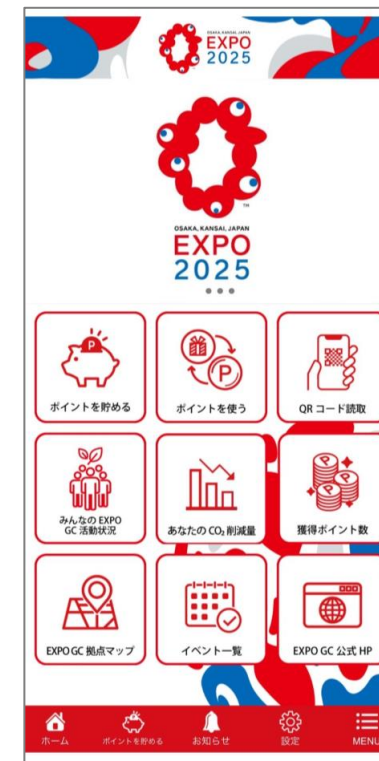 OSAKA, KANSAI, JAPAN
EXPO
2025
OSAKA, KANSAI, JAPAN
EXPO
2025
TM
P
ポイントを貯める
P
ポイントを使う
QR コード読取
みんなの EXPO
GC 活動状況
あなたの CO₂ 削減量
P
P
P
獲得ポイント数
EXPO GC 拠点マップ
イベント一覧
EXPO GC 公式 HP
ホーム
ポイントを貯める
お知らせ
設定
MENU